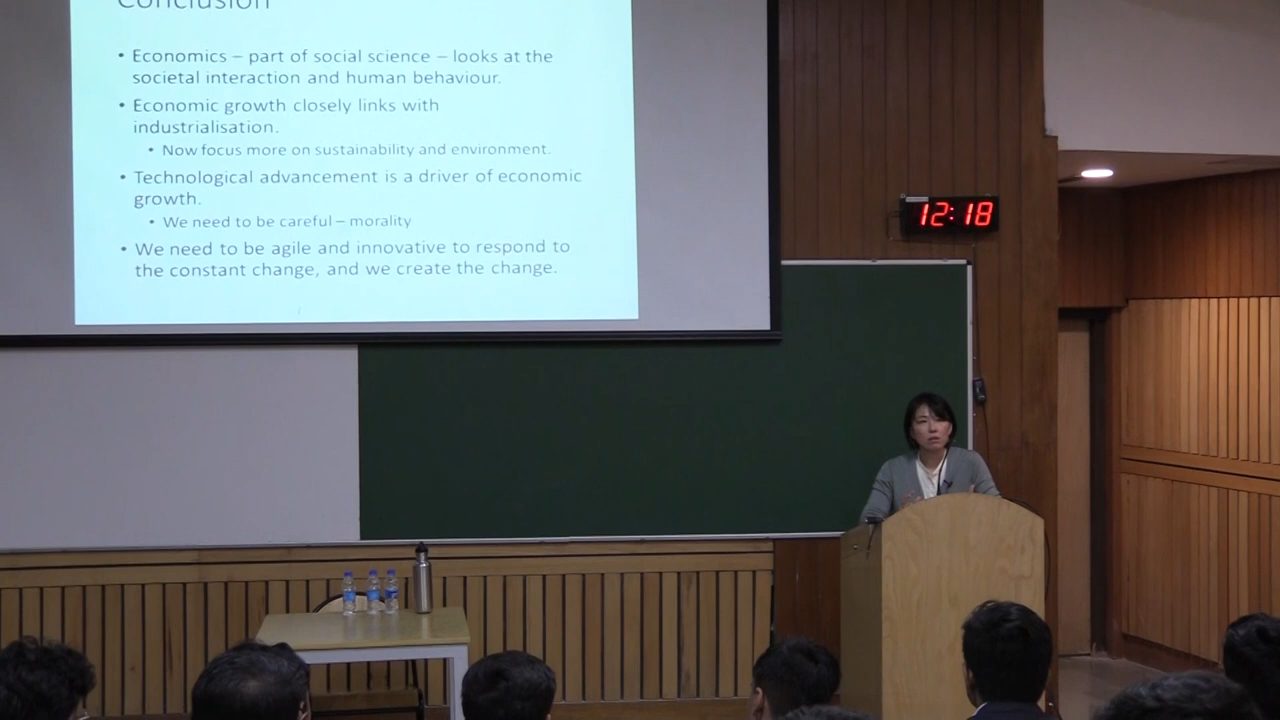 Conclusion
• Economics – part of social science – looks at the
societal interaction and human behaviour.
• Economic growth closely links with
industrialisation.
• Now focus more on sustainability and environment.
• Technological advancement is a driver of economic
growth.
• We need to be careful – morality
• We need to be agile and innovative to respond to
the constant change, and we create the change.
12:18